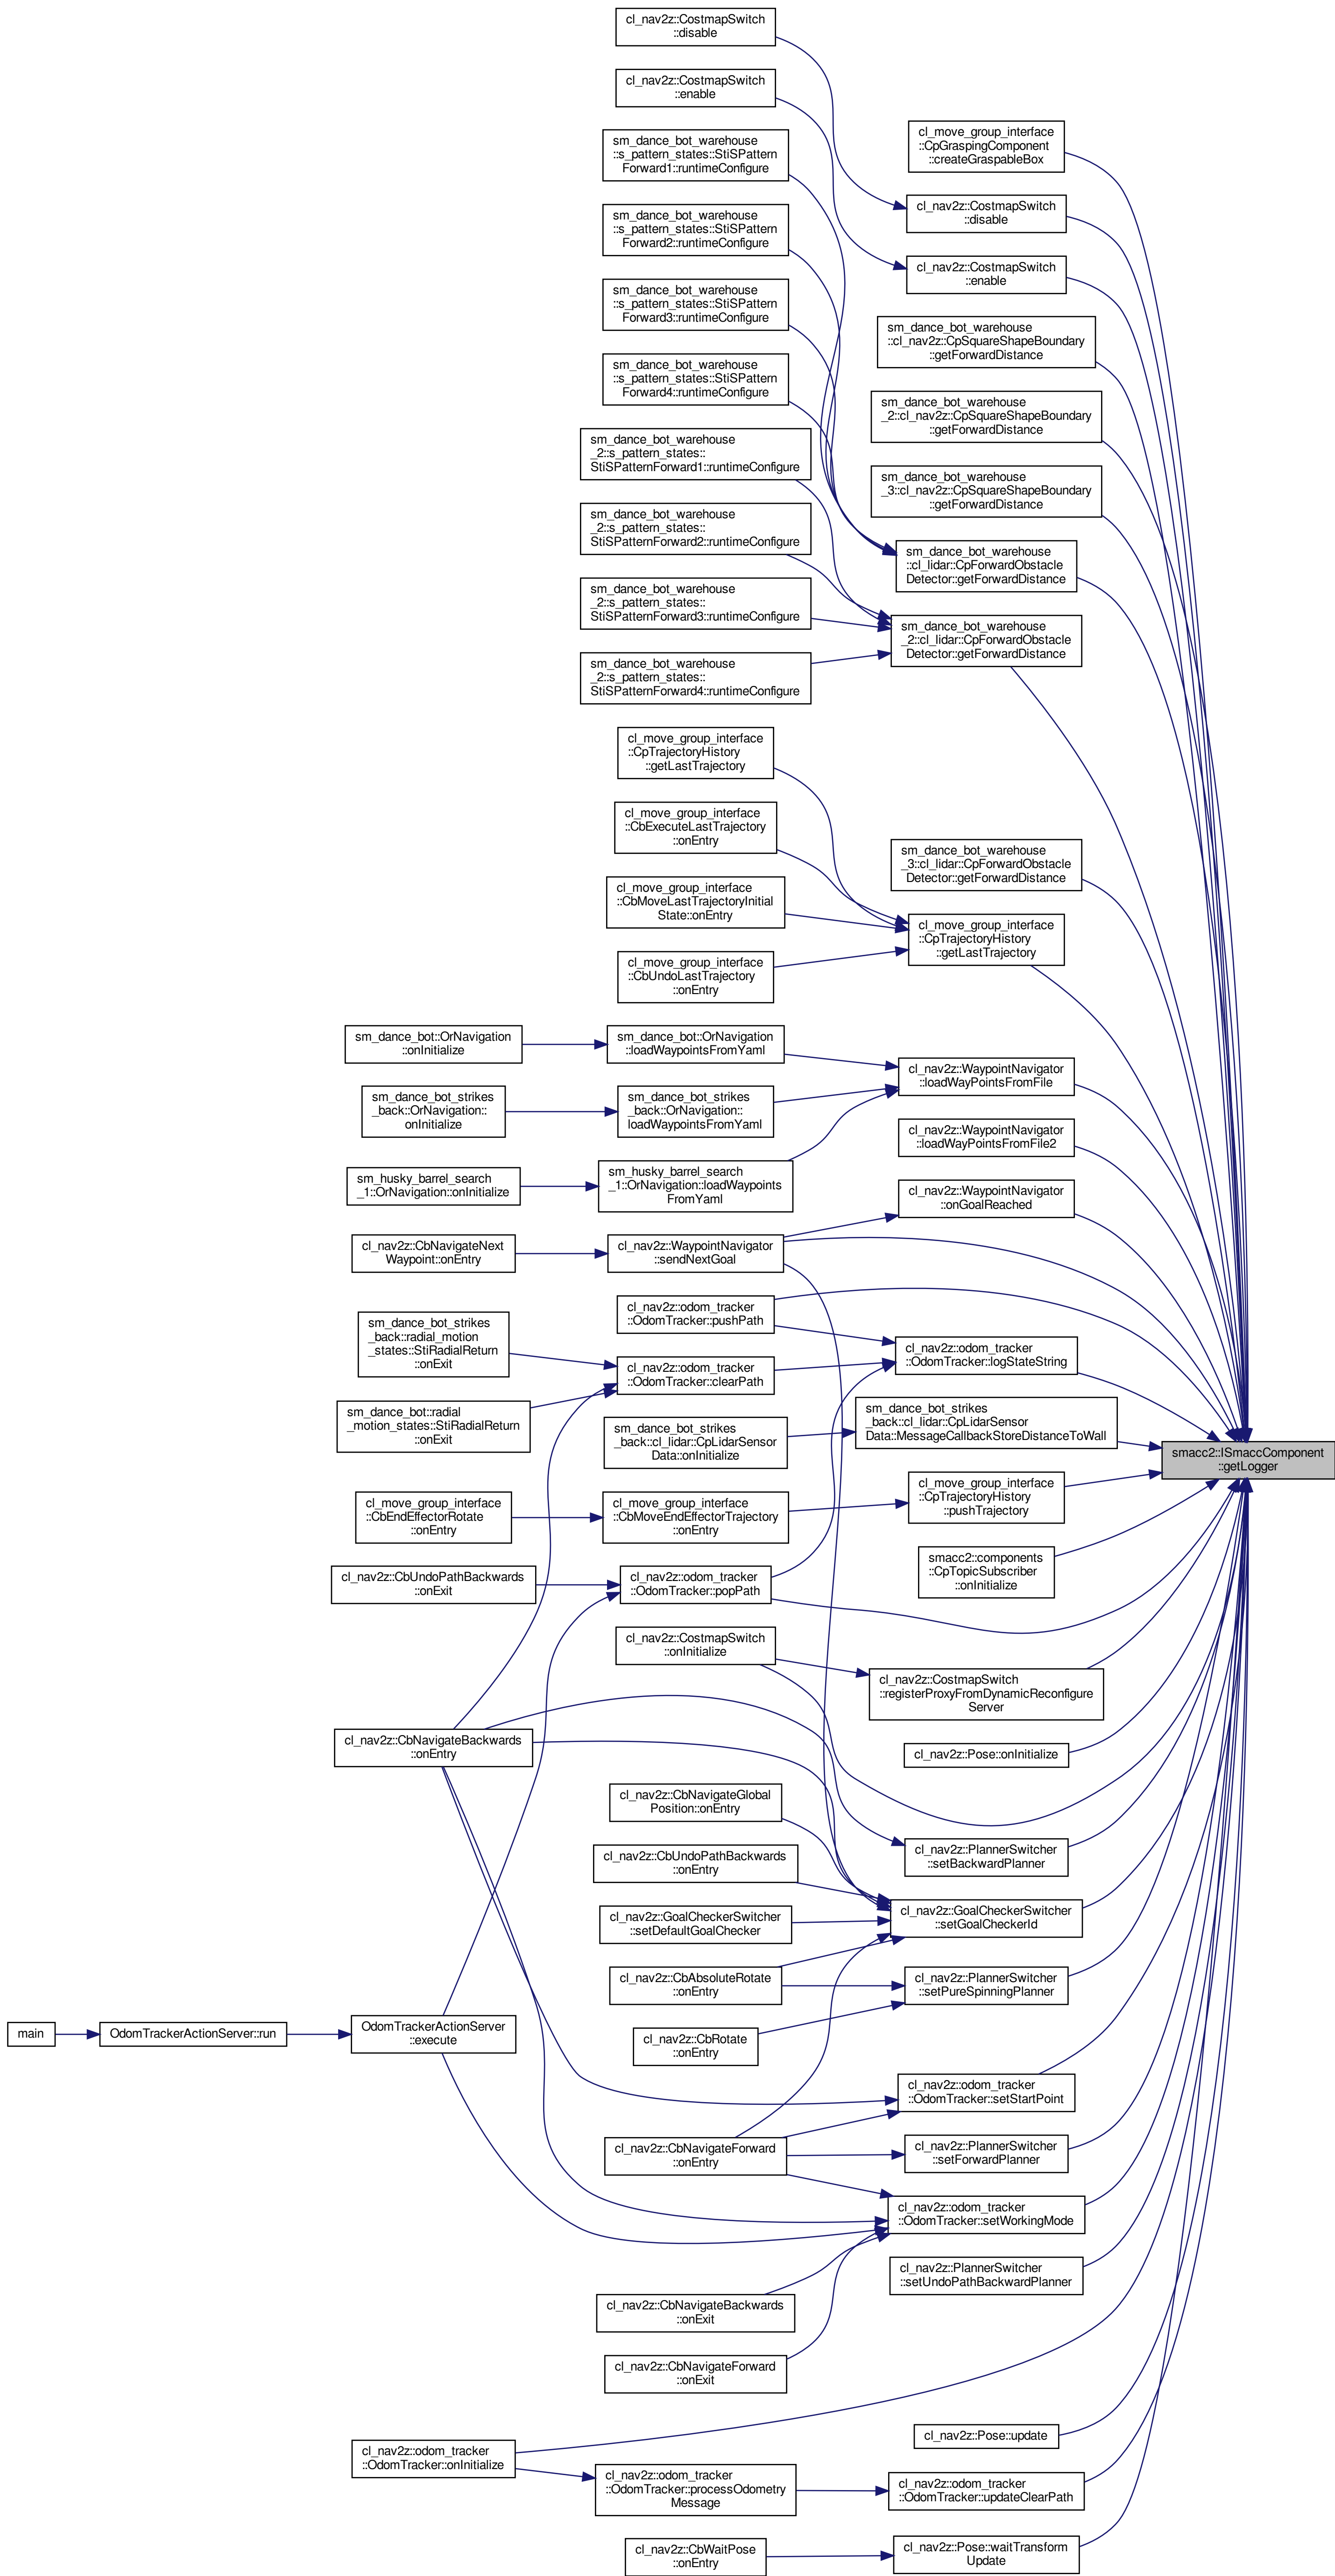 cl_nav2z::CostmapSwitch
::disable
cl_nav2z::CostmapSwitch
::enable
sm_dance_bot_warehouse
::s_pattern_states::StiSPattern
Forward1::runtimeConfigure
sm_dance_bot_warehouse
::s_pattern_states::StiSPattern
Forward2::runtimeConfigure
sm_dance_bot_warehouse
::s_pattern_states::StiSPattern
Forward3::runtimeConfigure
sm_dance_bot_warehouse
::s_pattern_states::StiSPattern
Forward4::runtimeConfigure
sm_dance_bot_warehouse
_2::s_pattern_states::
StiSPatternForward1::runtimeConfigure
sm_dance_bot_warehouse
_2::s_pattern_states::
StiSPatternForward2::runtimeConfigure
sm_dance_bot_warehouse
_2::s_pattern_states::
StiSPatternForward3::runtimeConfigure
sm_dance_bot_warehouse
_2::s_pattern_states::
StiSPatternForward4::runtimeConfigure
cl_move_group_interface
::CpTrajectoryHistory
::getLastTrajectory
cl_move_group_interface
::CbExecuteLastTrajectory
::onEntry
cl_move_group_interface
::CbMoveLastTrajectoryInitial
State::onEntry
cl_move_group_interface
::CbUndoLastTrajectory
::onEntry
cl_move_group_interface
::CpGraspingComponent
::createGraspableBox
cl_nav2z::CostmapSwitch
::disable
cl_nav2z::CostmapSwitch
::enable
sm_dance_bot_warehouse
::cl_nav2z::CpSquareShapeBoundary
::getForwardDistance
sm_dance_bot_warehouse
_2::cl_nav2z::CpSquareShapeBoundary
::getForwardDistance
sm_dance_bot_warehouse
_3::cl_nav2z::CpSquareShapeBoundary
::getForwardDistance
sm_dance_bot_warehouse
::cl_lidar::CpForwardObstacle
Detector::getForwardDistance
sm_dance_bot_warehouse
_2::cl_lidar::CpForwardObstacle
Detector::getForwardDistance
sm_dance_bot_warehouse
_3::cl_lidar::CpForwardObstacle
Detector::getForwardDistance
cl_move_group_interface
::CpTrajectoryHistory
::getLastTrajectory
sm_dance_bot::OrNavigation
::onInitialize
sm_dance_bot::OrNavigation
::loadWaypointsFromYaml
cl_nav2z::WaypointNavigator
::loadWayPointsFromFile
sm_dance_bot_strikes
_back::OrNavigation::
onInitialize
sm_dance_bot_strikes
_back::OrNavigation::
loadWaypointsFromYaml
cl_nav2z::WaypointNavigator
::loadWayPointsFromFile2
sm_husky_barrel_search
_1::OrNavigation::onInitialize
sm_husky_barrel_search
_1::OrNavigation::loadWaypoints
FromYaml
cl_nav2z::WaypointNavigator
::onGoalReached
cl_nav2z::CbNavigateNext
Waypoint::onEntry
cl_nav2z::WaypointNavigator
::sendNextGoal
cl_nav2z::odom_tracker
::OdomTracker::pushPath
sm_dance_bot_strikes
_back::radial_motion
_states::StiRadialReturn
::onExit
cl_nav2z::odom_tracker
::OdomTracker::clearPath
cl_nav2z::odom_tracker
::OdomTracker::logStateString
sm_dance_bot::radial
_motion_states::StiRadialReturn
::onExit
sm_dance_bot_strikes
_back::cl_lidar::CpLidarSensor
Data::onInitialize
sm_dance_bot_strikes
_back::cl_lidar::CpLidarSensor
Data::MessageCallbackStoreDistanceToWall
smacc2::ISmaccComponent
::getLogger
cl_move_group_interface
::CbEndEffectorRotate
::onEntry
cl_move_group_interface
::CbMoveEndEffectorTrajectory
::onEntry
cl_move_group_interface
::CpTrajectoryHistory
::pushTrajectory
smacc2::components
::CpTopicSubscriber
::onInitialize
cl_nav2z::CbUndoPathBackwards
::onExit
cl_nav2z::odom_tracker
::OdomTracker::popPath
cl_nav2z::CostmapSwitch
::onInitialize
cl_nav2z::CostmapSwitch
::registerProxyFromDynamicReconfigure
Server
cl_nav2z::CbNavigateBackwards
::onEntry
cl_nav2z::Pose::onInitialize
cl_nav2z::CbNavigateGlobal
Position::onEntry
cl_nav2z::PlannerSwitcher
::setBackwardPlanner
cl_nav2z::CbUndoPathBackwards
::onEntry
cl_nav2z::GoalCheckerSwitcher
::setDefaultGoalChecker
cl_nav2z::GoalCheckerSwitcher
::setGoalCheckerId
cl_nav2z::CbAbsoluteRotate
::onEntry
cl_nav2z::PlannerSwitcher
::setPureSpinningPlanner
main
OdomTrackerActionServer::run
OdomTrackerActionServer
::execute
cl_nav2z::CbRotate
::onEntry
cl_nav2z::odom_tracker
::OdomTracker::setStartPoint
cl_nav2z::CbNavigateForward
::onEntry
cl_nav2z::PlannerSwitcher
::setForwardPlanner
cl_nav2z::odom_tracker
::OdomTracker::setWorkingMode
cl_nav2z::PlannerSwitcher
::setUndoPathBackwardPlanner
cl_nav2z::CbNavigateBackwards
::onExit
cl_nav2z::CbNavigateForward
::onExit
cl_nav2z::Pose::update
cl_nav2z::odom_tracker
::OdomTracker::onInitialize
cl_nav2z::odom_tracker
::OdomTracker::processOdometry
Message
cl_nav2z::odom_tracker
::OdomTracker::updateClearPath
cl_nav2z::CbWaitPose
::onEntry
cl_nav2z::Pose::waitTransform
Update